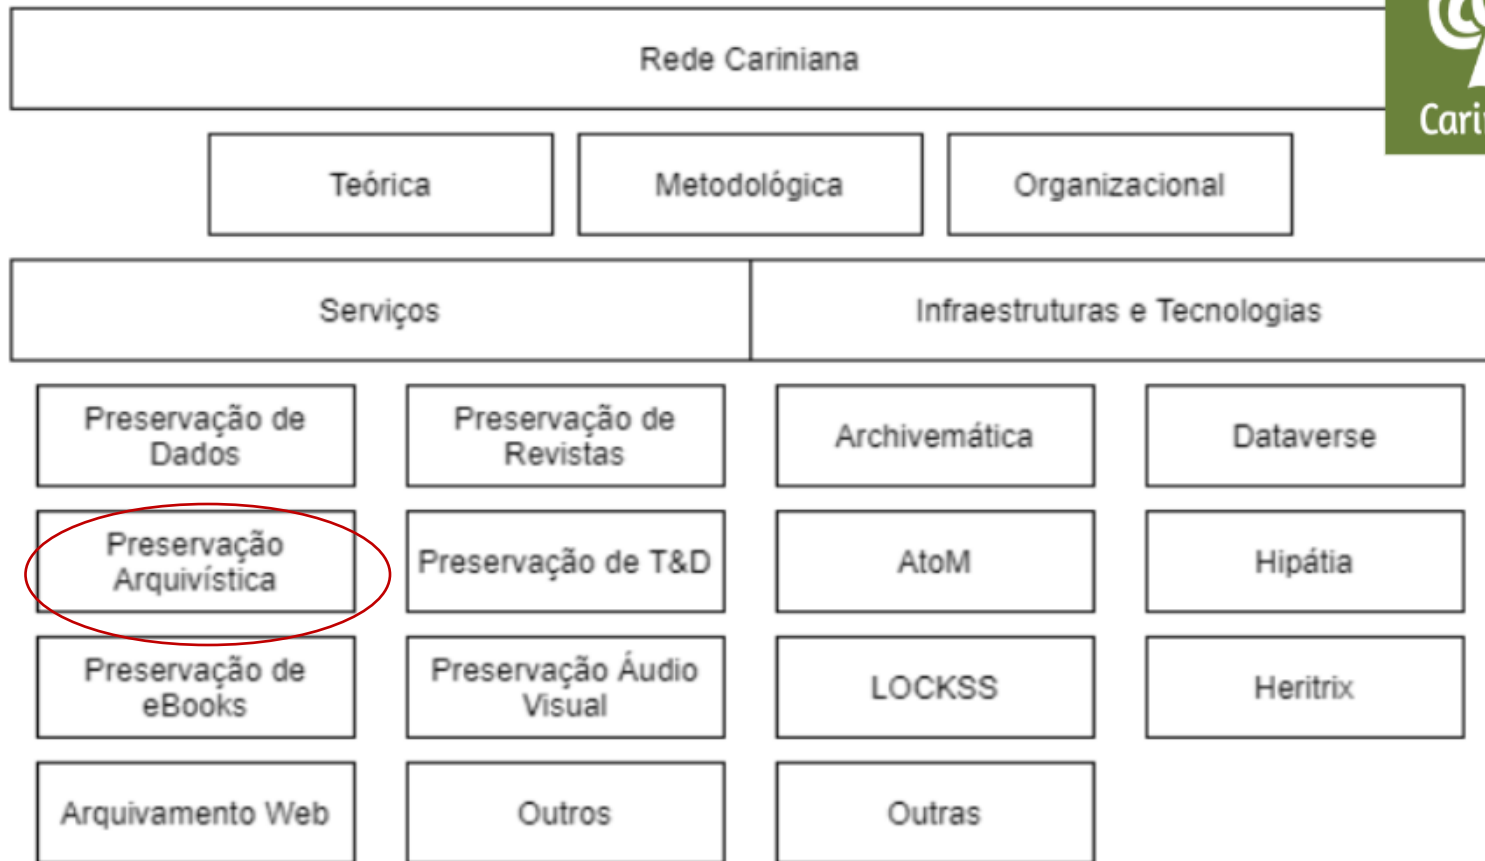 Rede Cariniana
Teórica
Metodológica
Organizacional
Serviços
Infraestruturas e Tecnologias
Preservação de
Dados
Preservação de
Revistas
Archivemática
Dataverse
Preservação
Arquivística
Preservação de T&D
AtoM
Hipátia
Preservação de
eBooks
Preservação Áudio
Visual
LOCKSS
Heritrix
Arquivamento Web
Outros
Outras